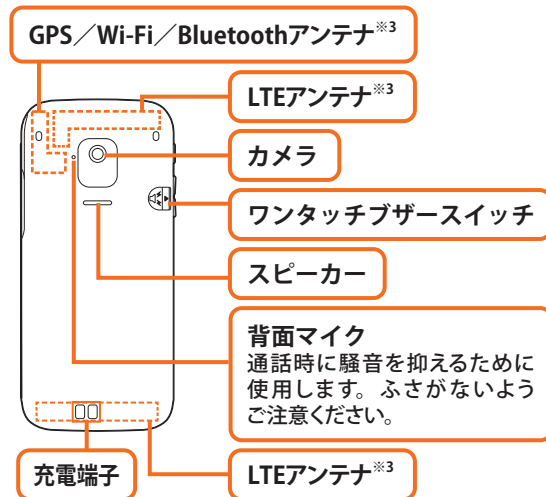 GPS／Wi-Fi／Bluetoothアンテナ※3
LTEアンテナ※3
カメラ
ワンタッチブザースイッチ
スピーカー
背面マイク
通話時に騒音を抑えるために
使用します。ふさがないよう
ご注意ください。
充電端子
LTEアンテナ※3